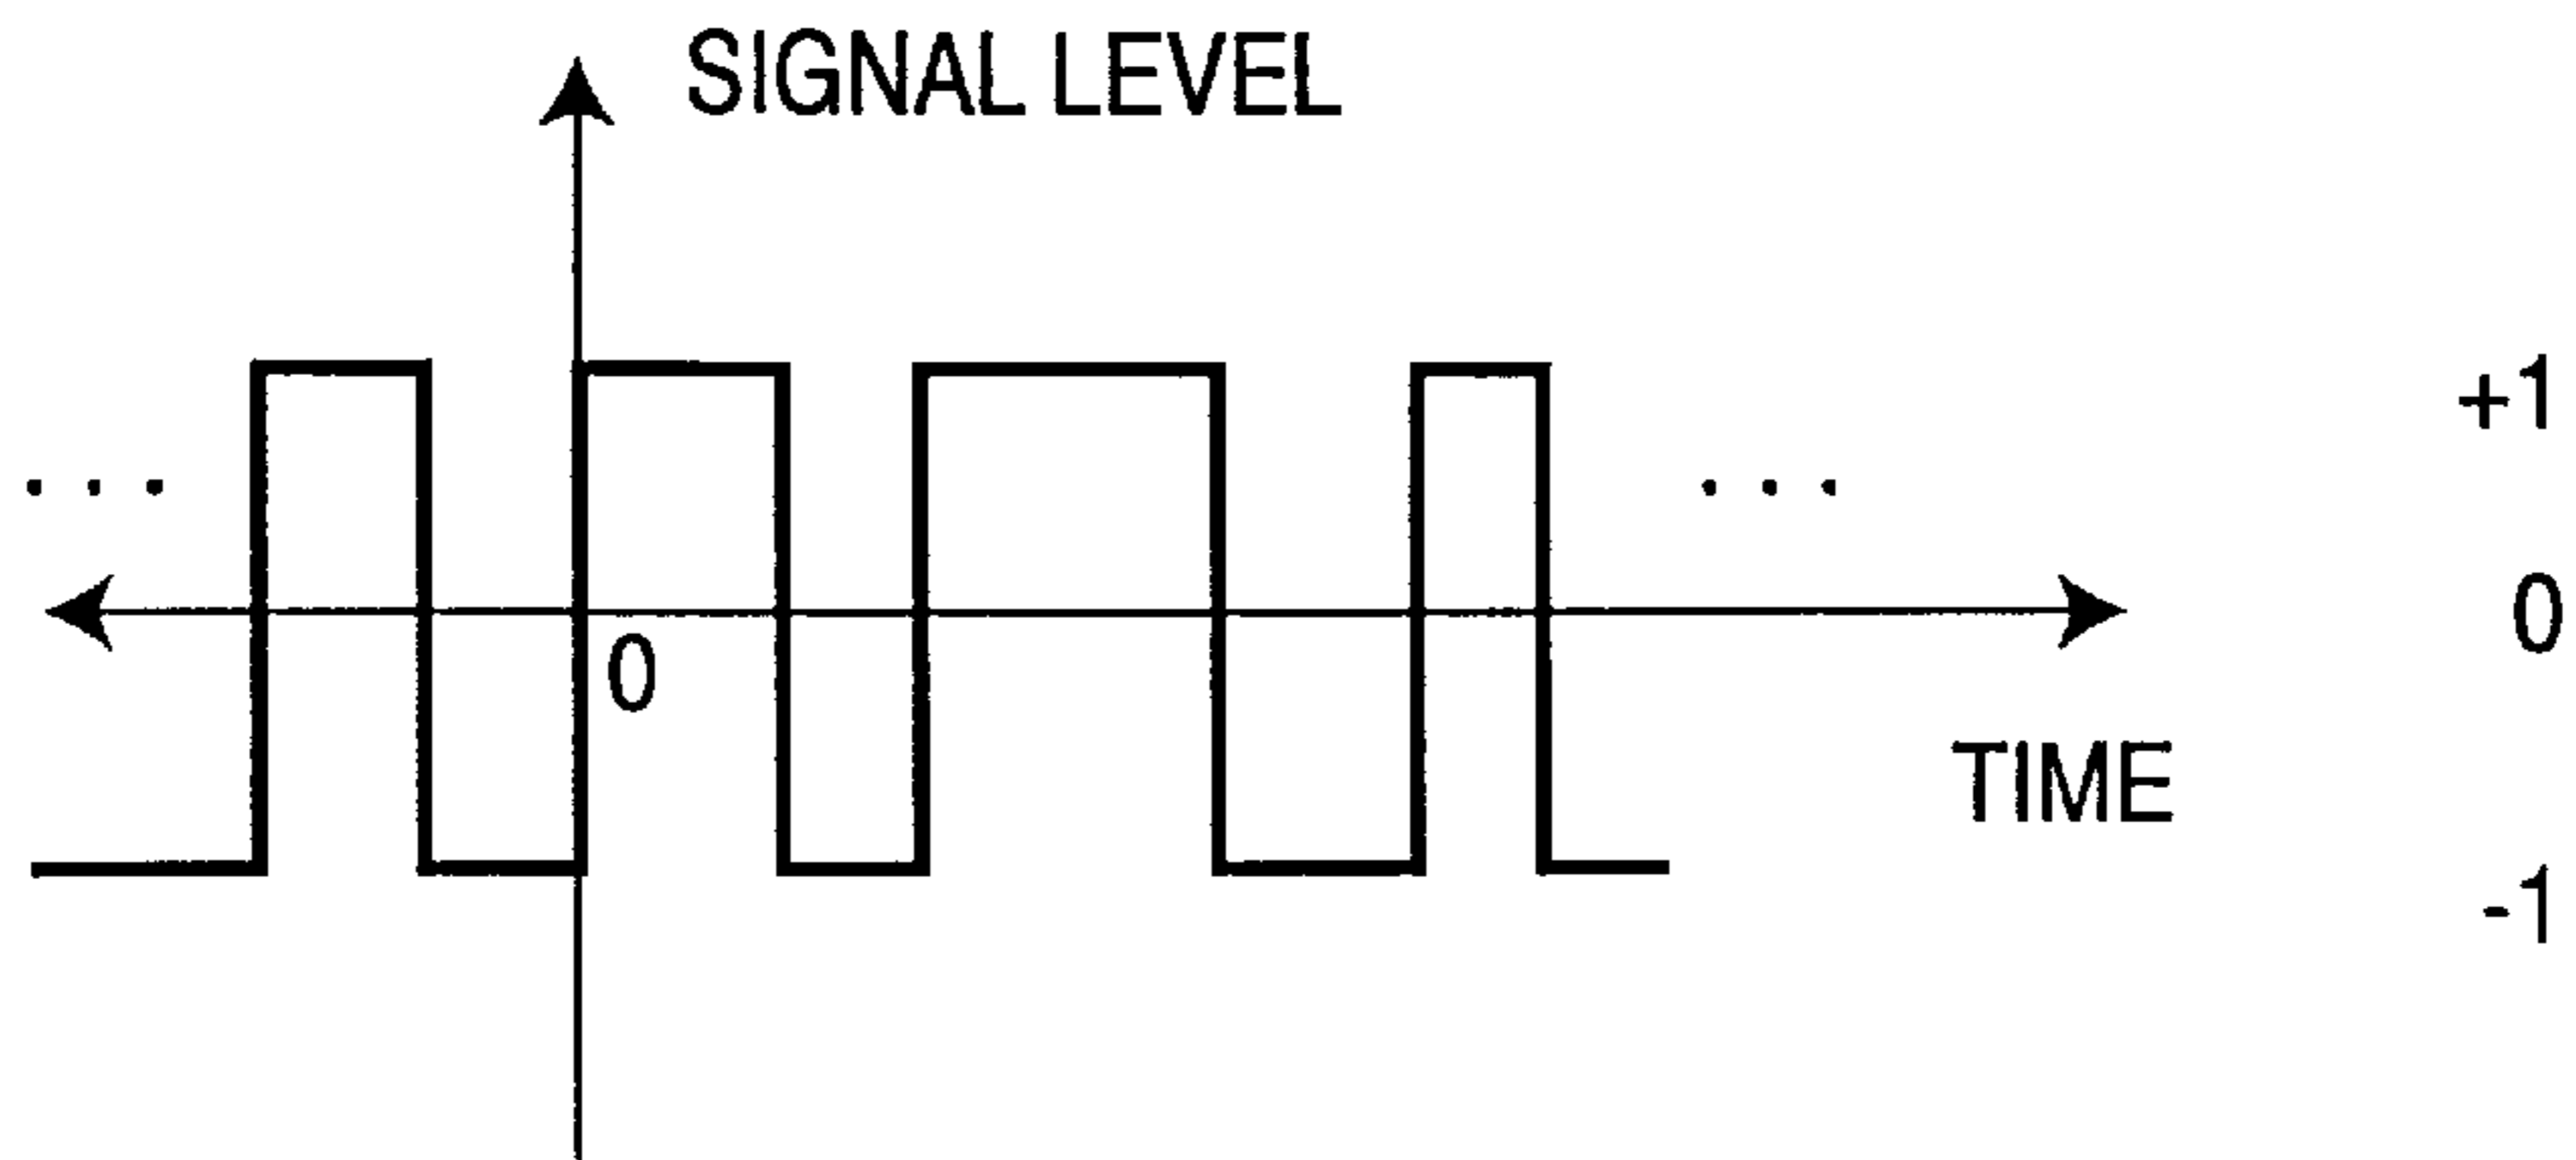 SIGNAL LEVEL
+1
. . .
. . .
0
0
TIME
-1